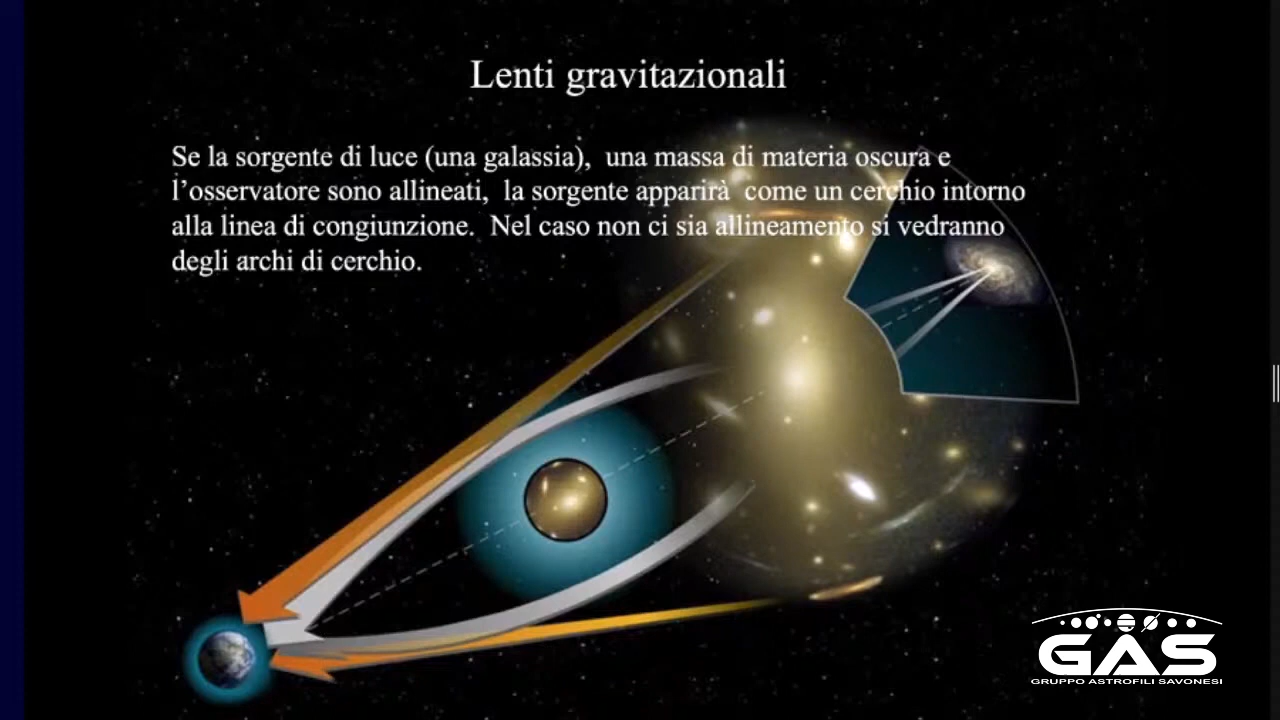 Lenti gravitazionali
Se la sorgente di luce (una galassia),  una massa di materia oscura e
l’osservatore sono allineati,  la sorgente apparirà  come un cerchio intorno
alla linea di congiunzione.  Nel caso non ci sia allineamento si vedranno
degli archi di cerchio.
GAS
GRUPPO ASTROFILI SAVONESI